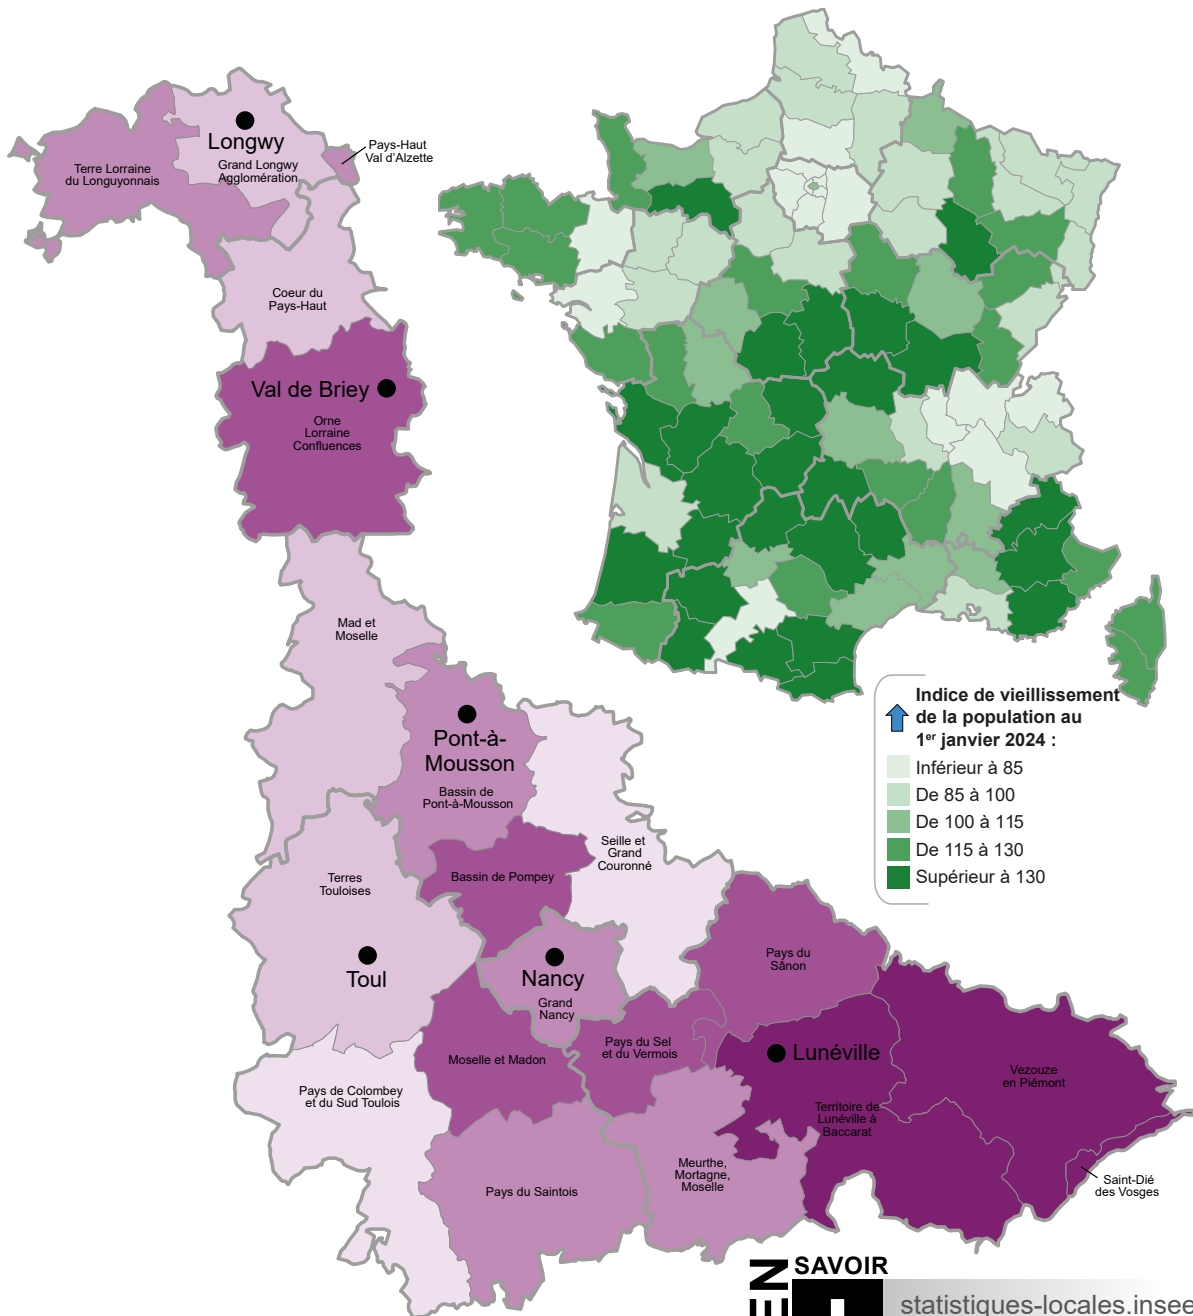 Longwy
Grand Longwy
Agglomération
Pays-Haut
Val d'Alzette
Terre Lorraine
du Longuyonnais
Coeur du
Pays-Haut
Val de Briey
Orne
Lorraine
Confluences
Mad et
Moselle
Pont-à-
Mousson
Bassin de
Pont-à-Mousson
Seille et
Grand
Couronné
Bassin de Pompey
Terres
Touloises
Toul
Nancy
Grand
Nancy
Pays du
Sânon
Pays du Sel
et du Vermois
Moselle et Madon
Lunéville
Territoire de
Lunéville à
Baccarat
Vezouze
en Piémont
Pays de Colombey
et du Sud Toulois
Pays du Saintois
Meurthe,
Mortagne,
Moselle
Saint-Dié
des Vosges
Indice de vieillissement
de la population au
1er janvier 2024 :
Inférieur à 85
De 85 à 100
De 100 à 115
De 115 à 130
Supérieur à 130
EN
SAVOIR
statistiques-locales.insee